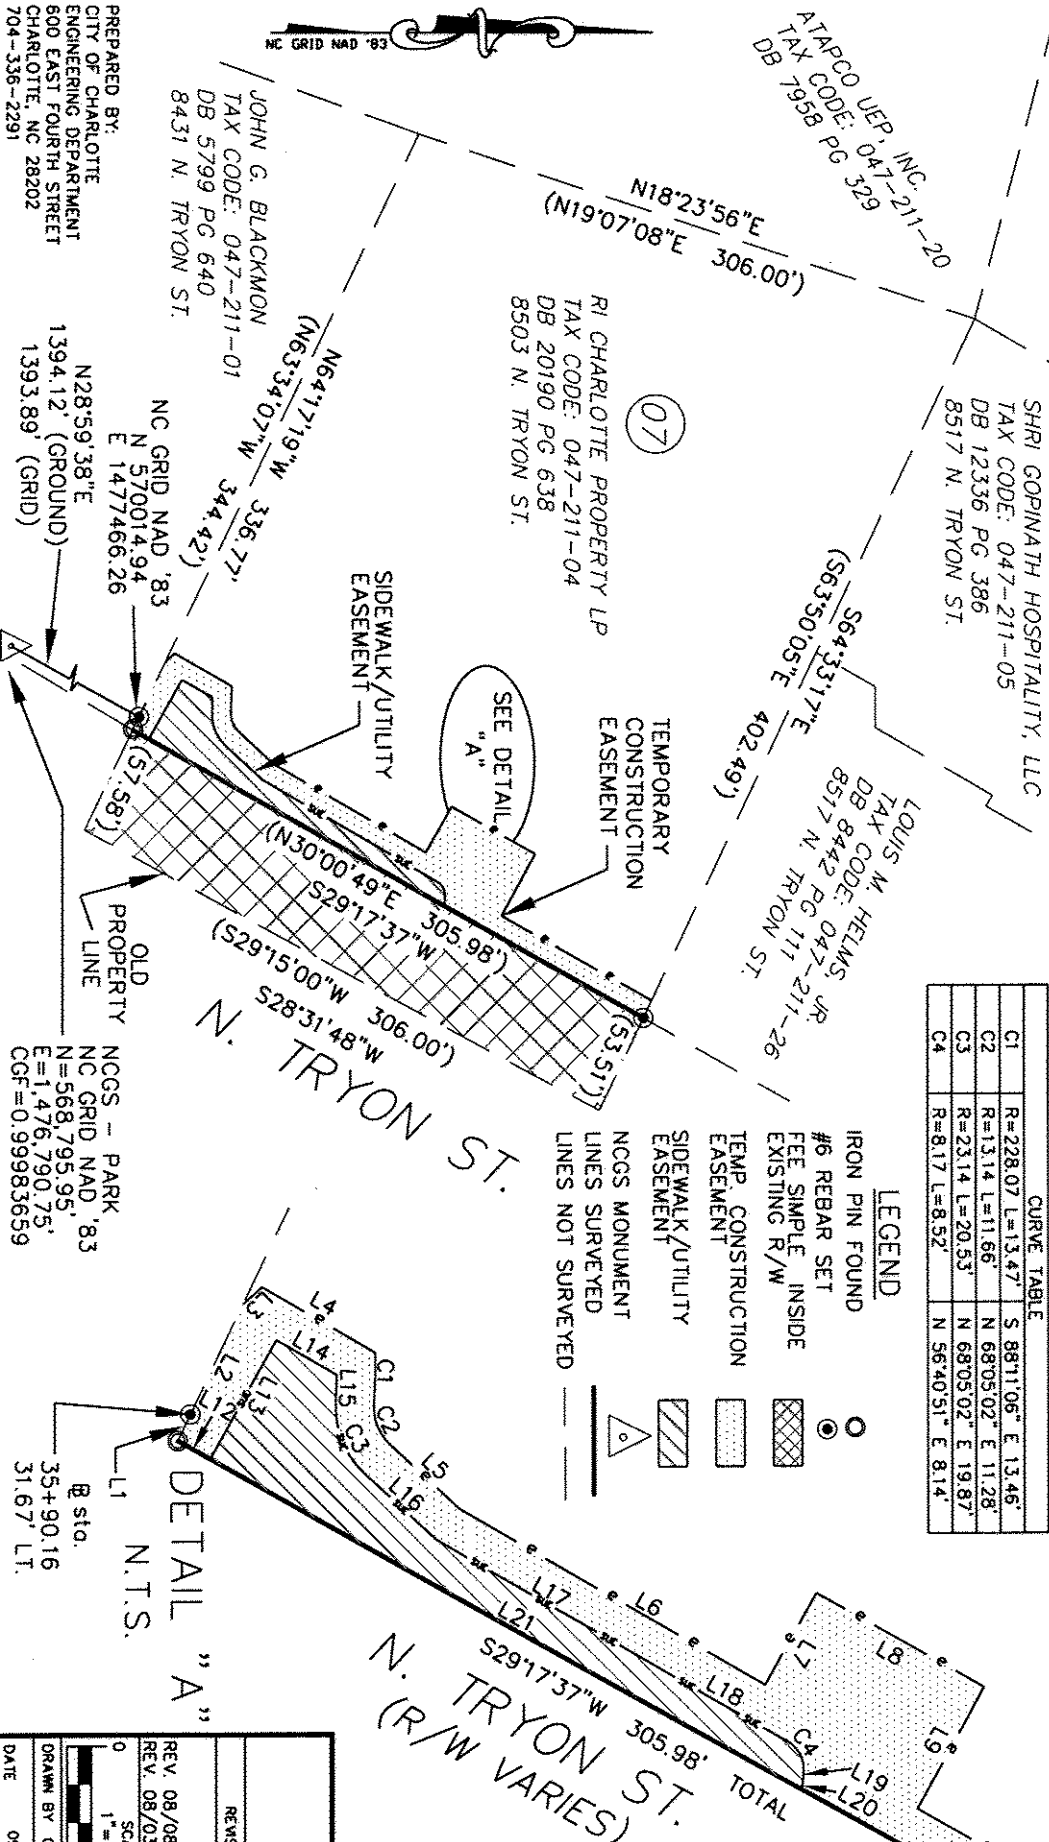 NC GRID NAD '83
ATAPCO UEP, INC.
TAX CODE: 047-211-20
DB 7958 PG 329
SHRI GOPINATH HOSPITALITY, LLC
TAX CODE: 047-211-05
DB 12336 PG 386
8517 N. TRYON ST.
N18°23'56"E
(N19°07'08"E 306.00')
JOHN G. BLACKMON
TAX CODE: 047-211-01
DB 5799 PG 640
8431 N. TRYON ST.
PREPARED BY:
CITY OF CHARLOTTE
ENGINEERING DEPARTMENT
600 EAST FOURTH STREET
CHARLOTTE, NC 28202
704-336-2291
07
RI CHARLOTTE PROPERTY LP
TAX CODE: 047-211-04
DB 20190 PG 638
8503 N. TRYON ST.
N64°17'19"W 336.77'
(N63°34'07"W 344.42')
S64°33'17"E
(S63°50'05"E 402.49')
LOUIS M. HELMS, JR.
TAX CODE: 047-211-26
DB 8442 PG 111
8517 N. TRYON ST.
NC GRID NAD '83
N 570014.94
E 1477466.26
N28°59'38"E
1394.12' (GROUND)
1393.89' (GRID)
SIDEWALK/UTILITY
EASEMENT
SEE DETAIL
"A"
TEMPORARY
CONSTRUCTION
EASEMENT
(57.58')
(N30°00'49"E 305.98')
S29°17'37"W
(S29°15'00"W 306.00')
S28°31'48"W
(53.51')
OLD
PROPERTY
LINE
N. TRYON ST.
NCGS - PARK
NC GRID NAD '83
N=568,795.95'
E=1,476,790.75'
CGF=0.99983659
CURVE TABLE
C1 R=228.07 L=13.47' S 88°11'06" E 13.46'
C2 R=13.14 L=11.66' N 68°05'02" E 11.28'
C3 R=23.14 L=20.53' N 68°05'02" E 19.87'
C4 R=8.17 L=8.52' N 56°40'51" E 8.14'
LEGEND
IRON PIN FOUND
#6 REBAR SET
FEE SIMPLE INSIDE
EXISTING R/W
TEMP. CONSTRUCTION
EASEMENT
SIDEWALK/UTILITY
EASEMENT
NCGS MONUMENT
LINES SURVEYED
LINES NOT SURVEYED
L3
L4
L14
C1
L15
C2
L2
L13
L12
C3
L5
L16
L1
L17
L6
L21
L7
L8
L18
C4
L9
L19
L20
S29°17'37"W 305.98' TOTAL
N. TRYON ST.
(R/W VARIES)
DETAIL "A"
N.T.S.
B sta.
35+90.16
31.67' LT.
REVIS
REV. 08/08
REV. 08/03
0
SC
1"=
DRAWN BY
DATE